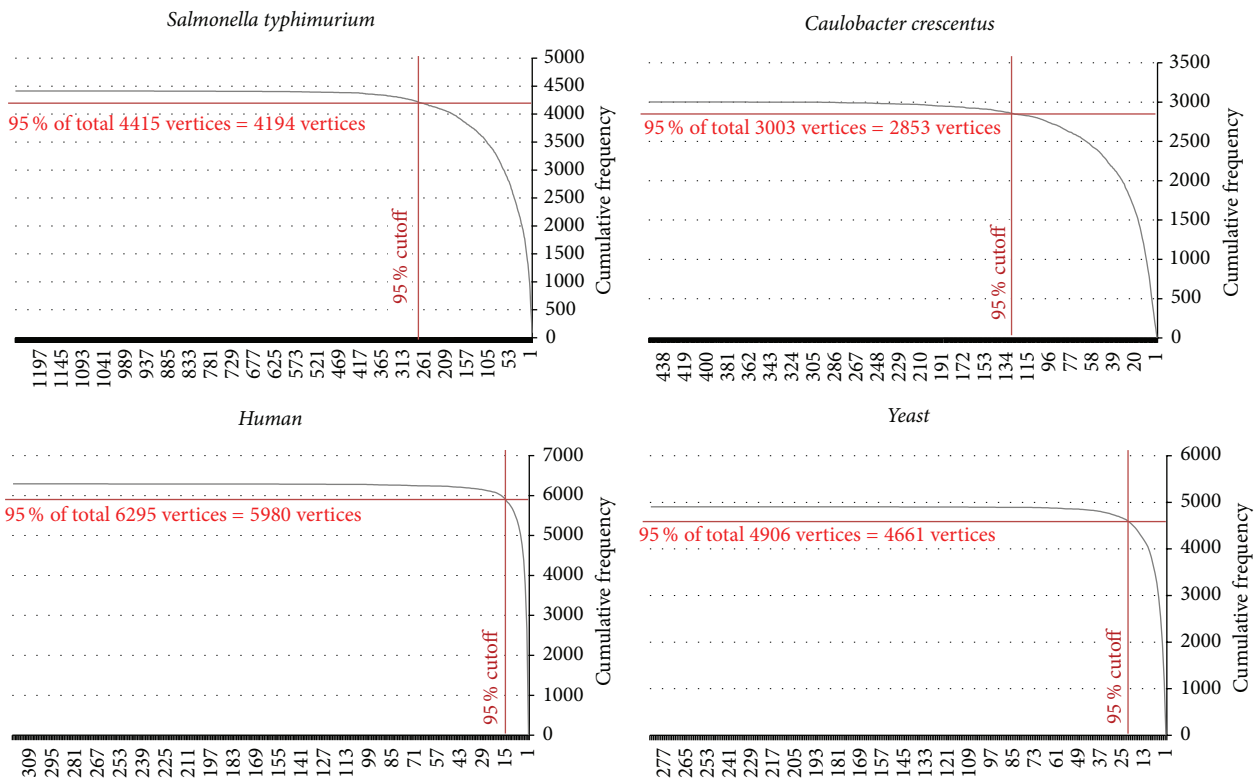 Salmonella typhimurium
5000
4500
4000
3500
3000
2500
2000
1500
1000
500
0
Cumulative frequency
95% of total 4415 vertices = 4194 vertices
95% cutoff
1197 1145 1093 1041 989 937 885 833 781 729 677 625 573 521 469 417 365 313 261 209 157 105 53 1
Caulobacter crescentus
3500
3000
2500
2000
1500
1000
500
0
Cumulative frequency
95% of total 3003 vertices = 2853 vertices
95% cutoff
438 419 400 381 362 343 324 305 286 267 248 229 210 191 172 153 134 115 96 77 58 39 20 1
Human
7000
6000
5000
4000
3000
2000
1000
0
Cumulative frequency
95% of total 6295 vertices = 5980 vertices
95% cutoff
309 295 281 267 253 239 225 211 197 183 169 155 141 127 113 99 85 71 57 43 29 15 1
Yeast
6000
5000
4000
3000
2000
1000
0
Cumulative frequency
95% of total 4906 vertices = 4661 vertices
95% cutoff
277 265 253 241 229 217 205 193 181 169 157 145 133 121 109 97 85 73 61 49 37 25 13 1